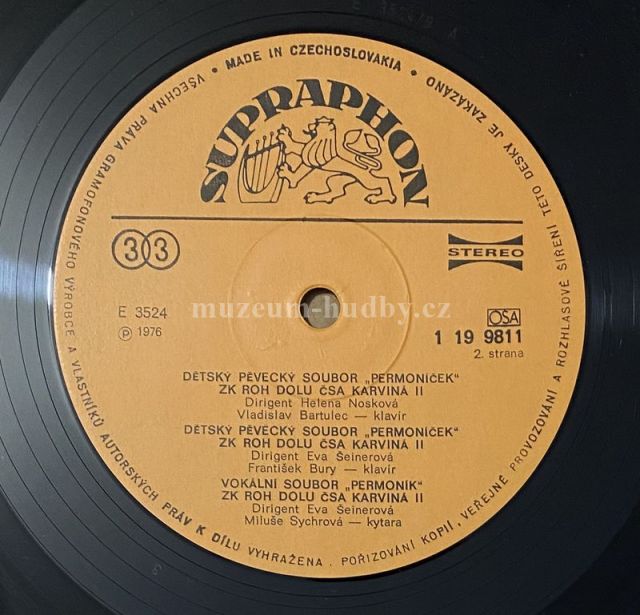 • MADE IN CZECHOSLOVAKIA •
VŠECHNA PRÁVA GRAMOFONOVÉHO VÝROBCE A VLASTNÍKŮ AUTORSKÝCH PRÁV K DÍLU VYHRAŽENA. POŘIZOVÁNÍ KOPIÍ, VEŘEJNÉ PROVOZOVÁNÍ A ROZHLASOVÉ ŠÍŘENÍ TÉTO DESKY JE ZAKÁZÁNO
SUPRAPHON
33
STEREO
E 3524
Ⓟ 1976
muzeum-hudby.cz
OSA
1 19 9811
2. strana
DĚTSKÝ PĚVECKÝ SOUBOR „PERMONÍČEK“
ZK ROH DOLU ČSA KARVINÁ II
Dirigent Helena Nosková
Vladislav Bartulec — klavír
DĚTSKÝ PĚVECKÝ SOUBOR „PERMONÍČEK“
ZK ROH DOLU ČSA KARVINÁ II
Dirigent Eva Šeinerová
František Bury — klavír
VOKÁLNÍ SOUBOR „PERMONÍK“
ZK ROH DOLU ČSA KARVINÁ II
Dirigent Eva Šeinerová
Miluše Sychrová — kytara